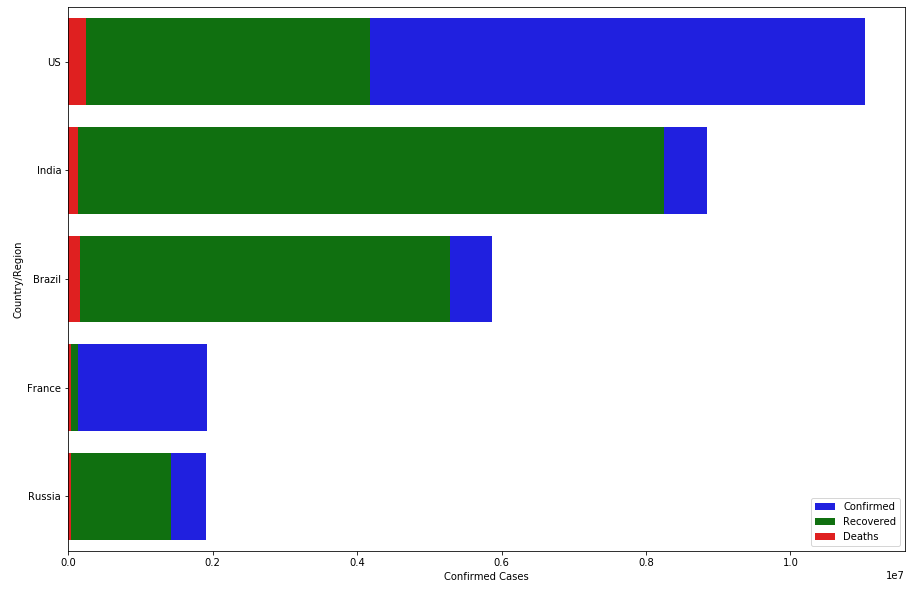 US
India
Brazil
France
Russia
Country/Region
0.0 0.2 0.4 0.6 0.8 1.0
Confirmed Cases
1e7
Confirmed
Recovered
Deaths